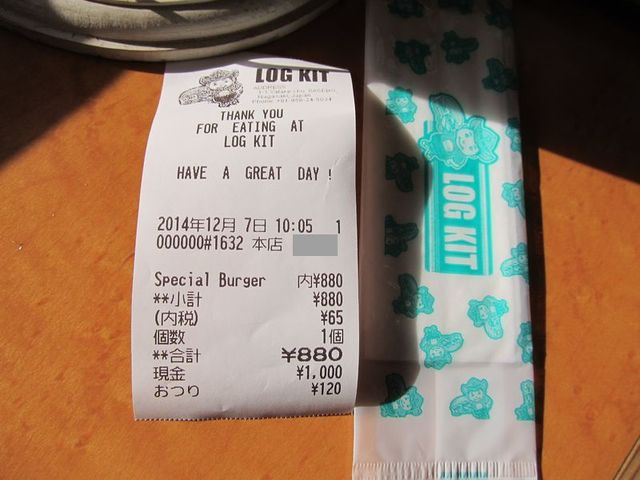 LOG KIT
ADDRESS
THANK YOU
FOR EATING AT
LOG KIT
HAVE A GREAT DAY!
2014年12月 7日 10:05 1
000000#1632 本店
Special Burger 内¥880
**小計 ¥880
(内税) ¥65
個数 1個
**合計 ¥880
現金 ¥1,000
おつり ¥120
LOG KIT